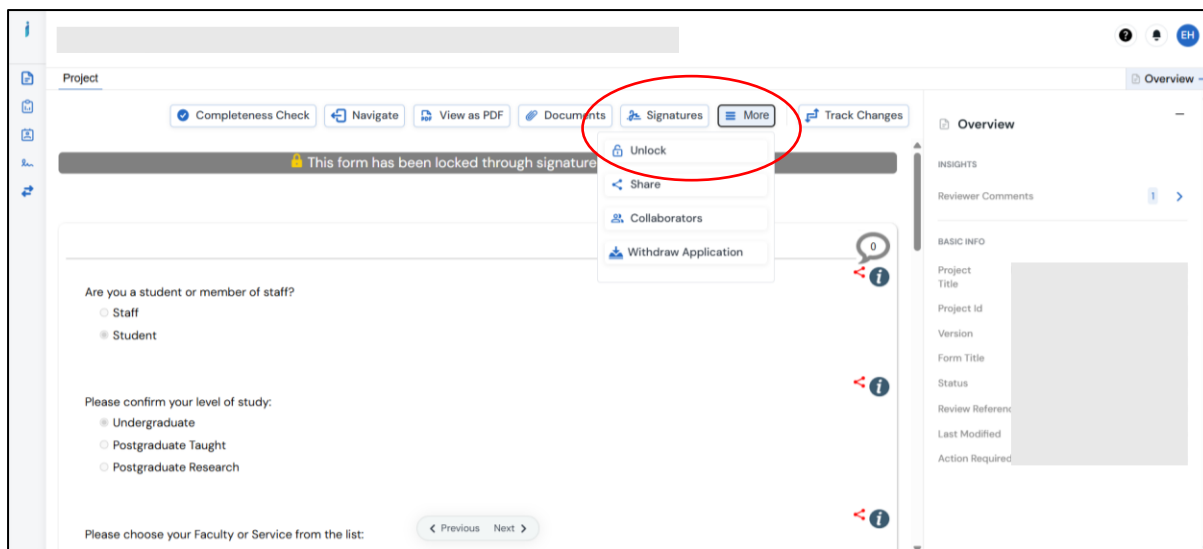 i
EH
Project
Overview
Completeness Check Navigate View as PDF Documents Signatures More Track Changes
Overview
This form has been locked through signature
Unlock
Share
Collaborators
Withdraw Application
INSIGHTS
Reviewer Comments 1
BASIC INFO
Project Title
Project Id
Version
Form Title
Status
Review Referenc
Last Modified
Action Required
0
Are you a student or member of staff?
Staff
Student
Please confirm your level of study:
Undergraduate
Postgraduate Taught
Postgraduate Research
Please choose your Faculty or Service from the list:
Previous Next